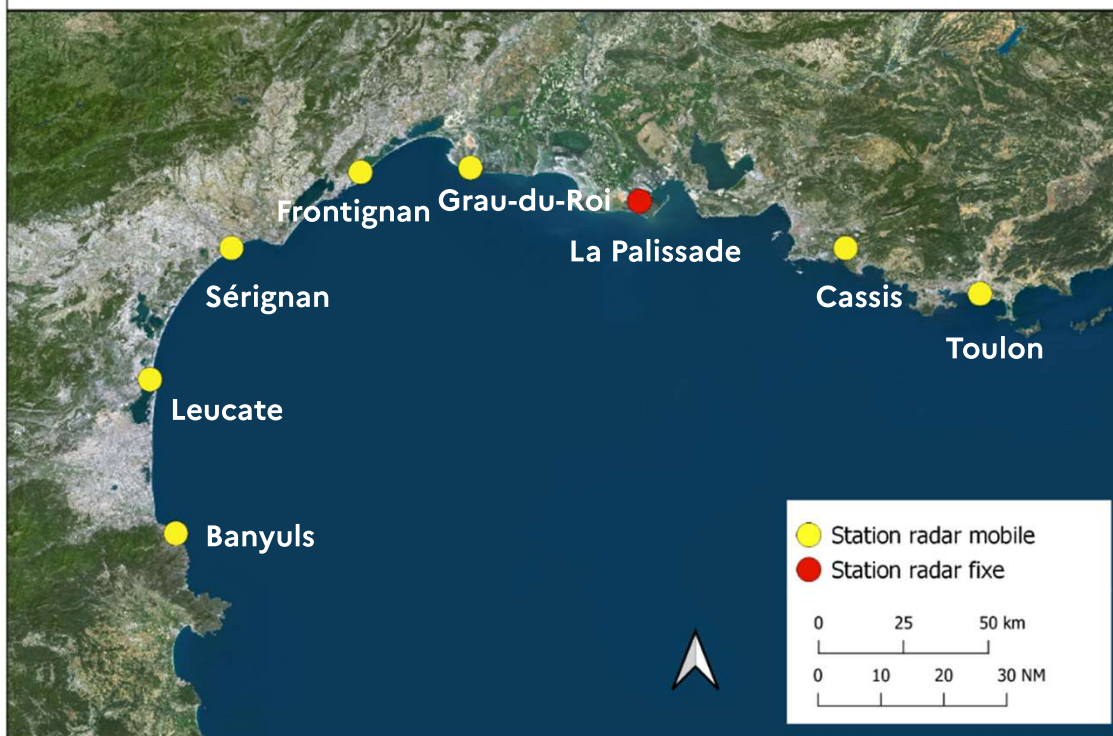 Frontignan
Grau-du-Roi
La Palissade
Sérignan
Cassis
Toulon
Leucate
Banyuls
Station radar mobile
Station radar fixe
0 25 50 km
0 10 20 30 NM